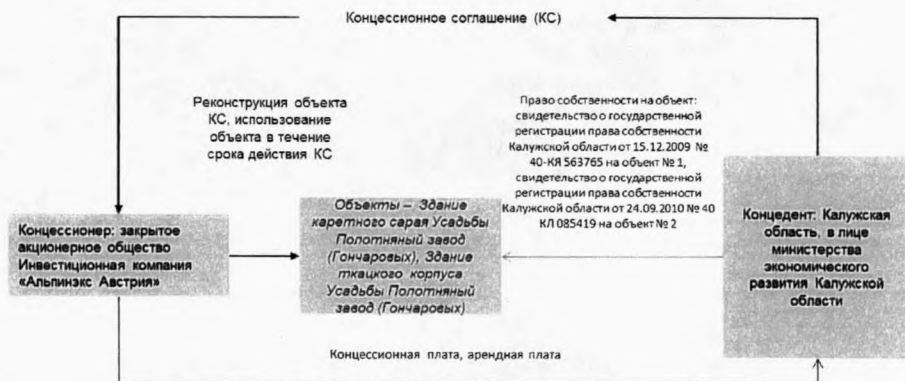 Концессионное соглашение (КС)
Реконструкция объекта
КС, использование
объекта в течение
срока действия КС
Право собственности на объект:
свидетельство о государственной
регистрации права собственности
Калужской области от 15.12.2009 №
40-КЯ 563765 на объект № 1,
свидетельство о государственной
регистрации права собственности
Калужской области от 24.09.2010 № 40
КЛ 085419 на объект № 2
Концессионер: закрытое
акционерное общество
Инвестиционная компания
«Альпинэкс Австрия»
Объекты – Здание
каретного сарая Усадьбы
Полотняный завод
(Гончаровых), Здание
ткацкого корпуса
Усадьбы Полотняный
завод (Гончаровых)
Концедент: Калужская
область, в лице
министерства
экономического
развития Калужской
области
Концессионная плата, арендная плата